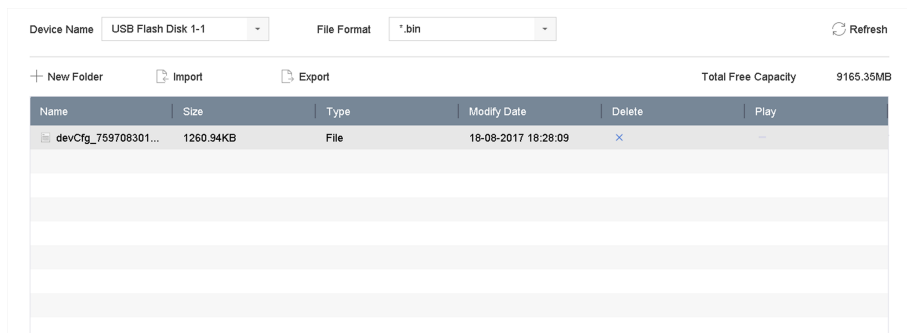 Device Name USB Flash Disk 1-1 File Format *.bin Refresh
New Folder Import Export Total Free Capacity 9165.35MB
Name Size Type Modify Date Delete Play
devCfg_759708301... 1260.94KB File 18-08-2017 18:28:09